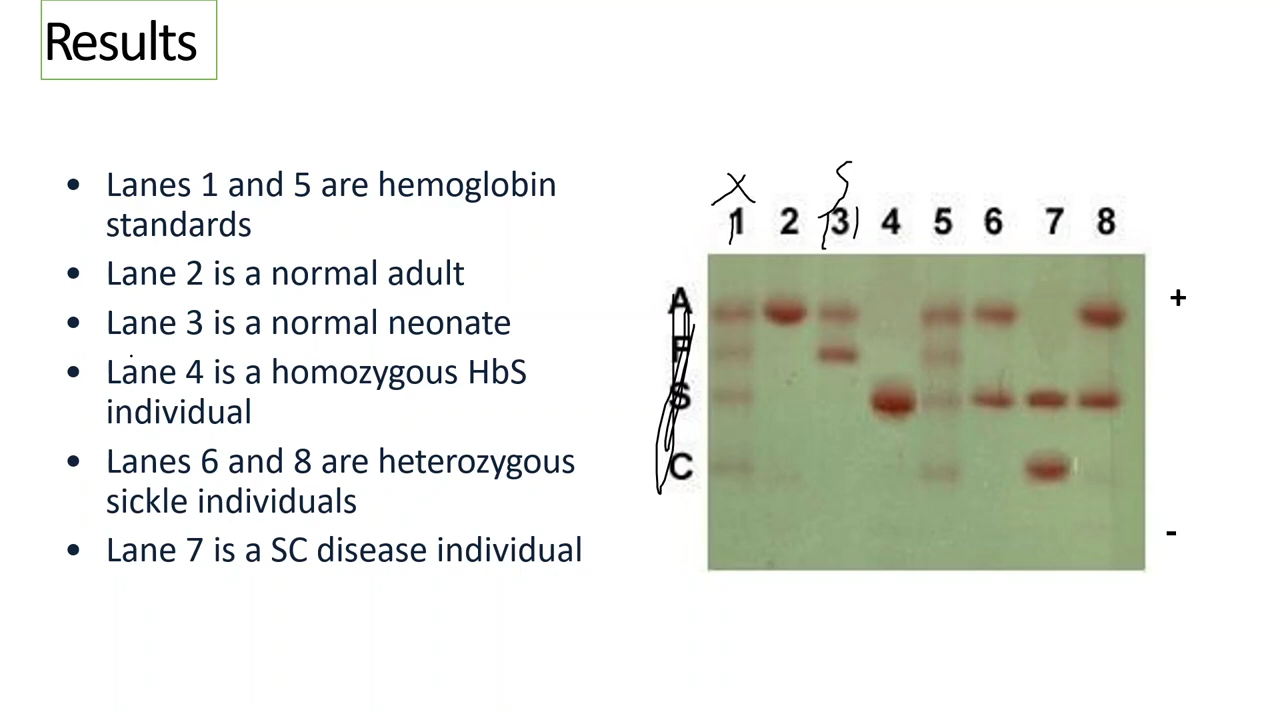 Results
• Lanes 1 and 5 are hemoglobin
standards
• Lane 2 is a normal adult
• Lane 3 is a normal neonate
• Lane 4 is a homozygous HbS
individual
• Lanes 6 and 8 are heterozygous
sickle individuals
• Lane 7 is a SC disease individual
X S
1 2 3 4 5 6 7 8
A
F
S
C
+
-